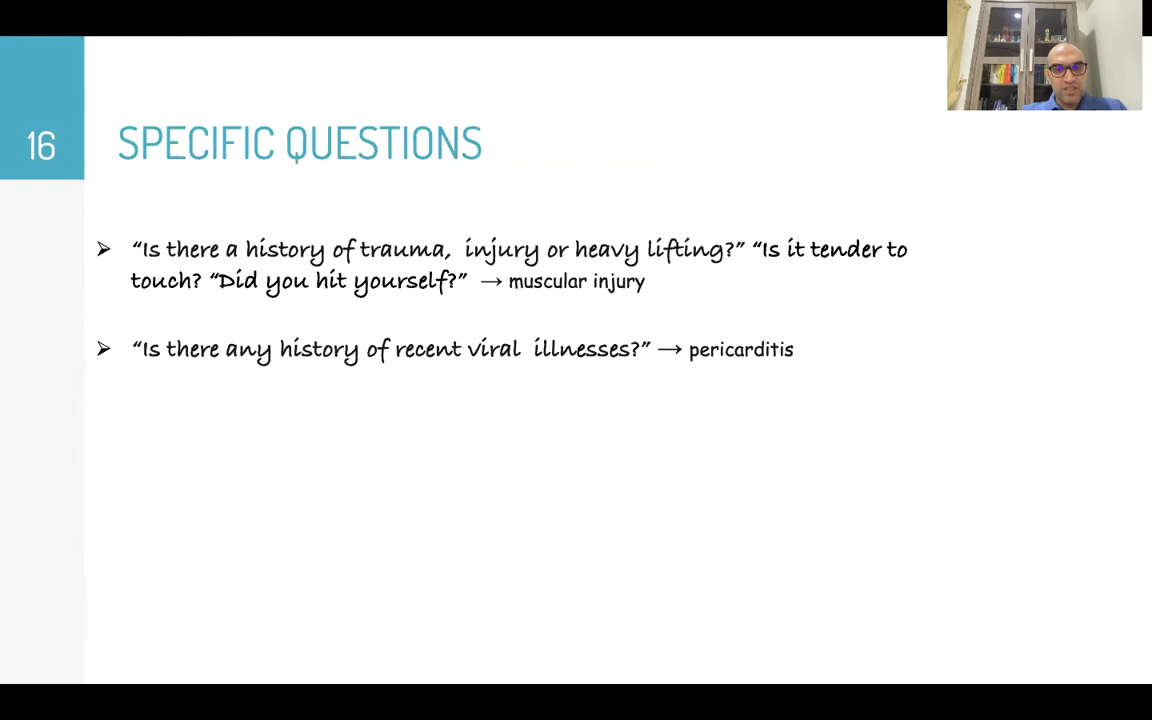 16
SPECIFIC QUESTIONS
➢ “Is there a history of trauma, injury or heavy lifting?” “Is it tender to
touch? “Did you hit yourself?” → muscular injury
➢ “Is there any history of recent viral illnesses?” → pericarditis